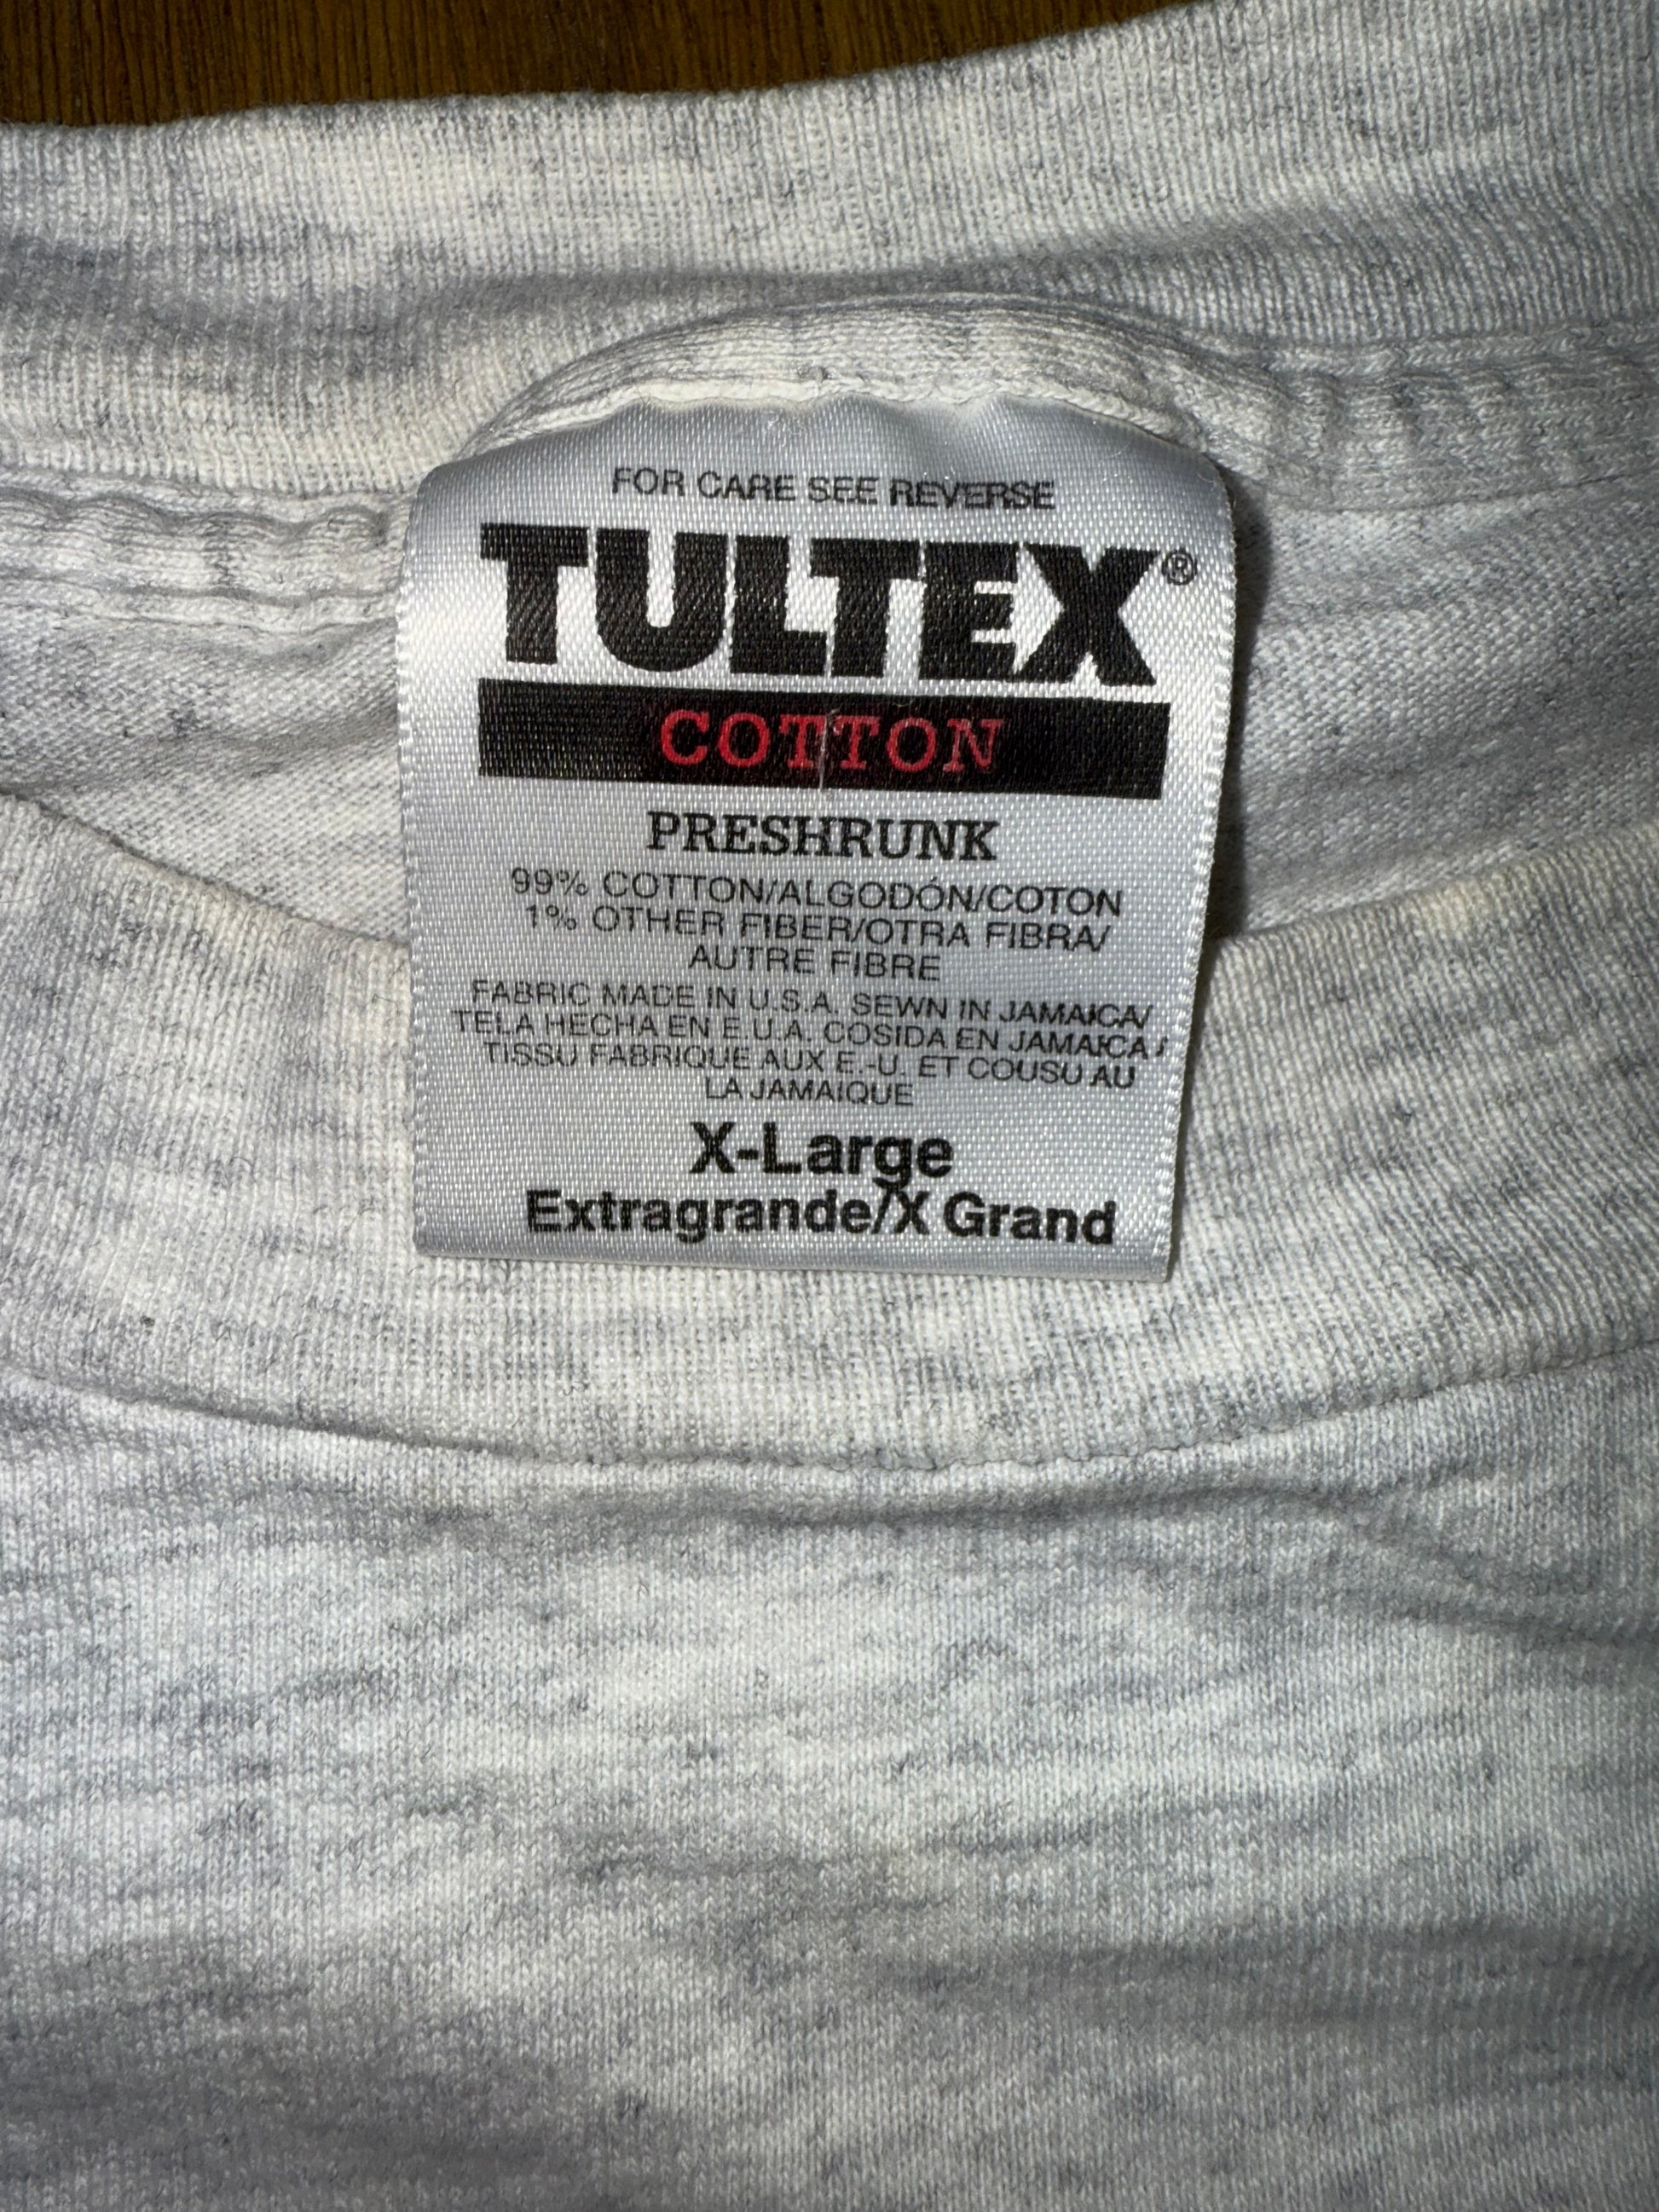 FOR CARE SEE REVERSE
TULTEX®
COTTON
PRESHRUNK
99% COTTON/ALGODÓN/COTON
1% OTHER FIBER/OTRA FIBRA/
AUTRE FIBRE
FABRIC MADE IN U.S.A. SEWN IN JAMAICA/
TELA HECHA EN E.U.A. COSIDA EN JAMAICA/
TISSU FABRIQUE AUX E.-U. ET COUSU AU
LA JAMAIQUE
X-Large
Extragrande/X Grand